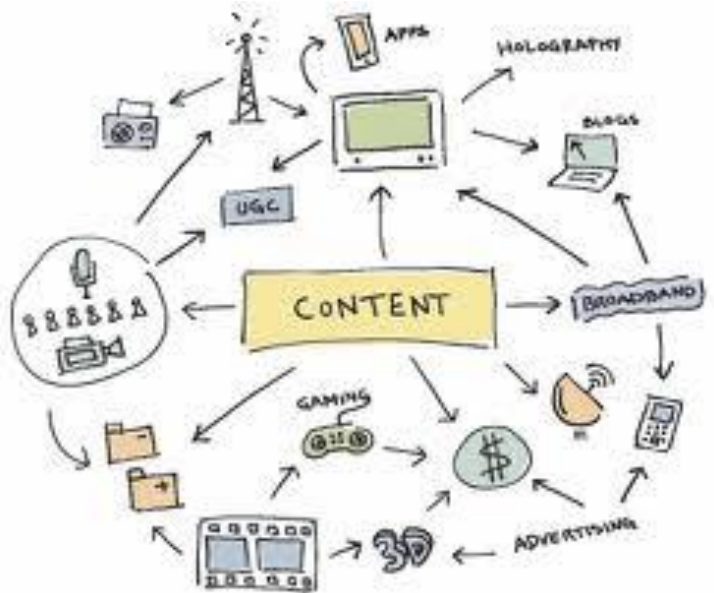 APPS
HOLOGRAPHY
BLOGS
UGC
CONTENT
BROADBAND
GAMING
$
3D
ADVERTISING